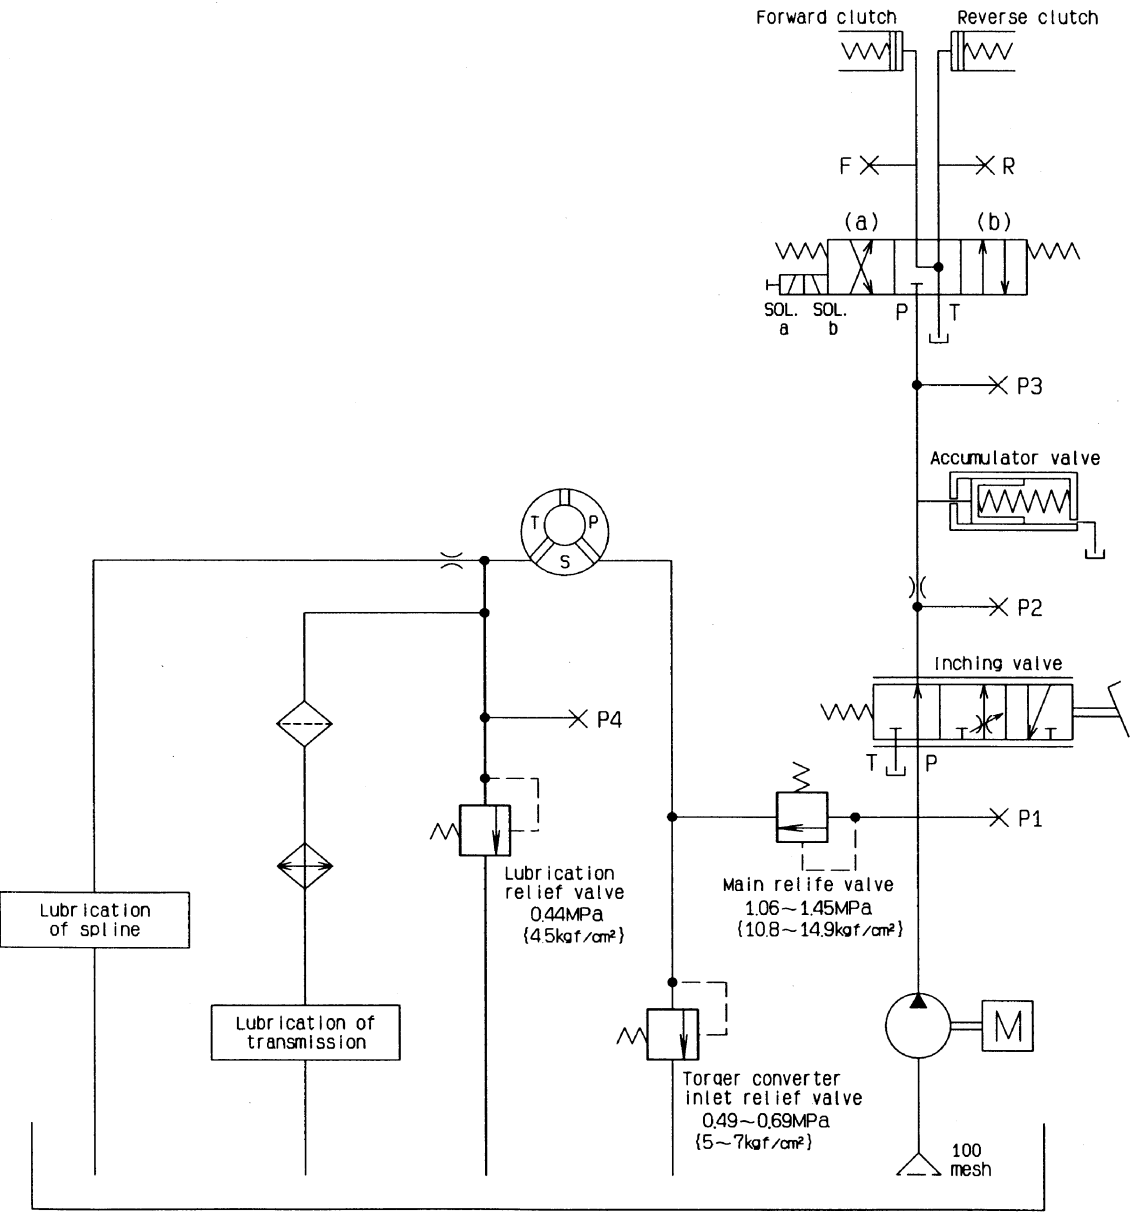 Forward clutch
Reverse clutch
F
R
(a)
(b)
SOL.
a
SOL.
b
P
T
P3
Accumulator valve
T
P
S
P2
Inching valve
P4
T
P
P1
Lubrication
relief valve
0.44MPa
{4.5kgf/cm²}
Main relife valve
1.06~1.45MPa
{10.8~14.9kgf/cm²}
Lubrication
of spline
Lubrication of
transmission
M
Torqer converter
inlet relief valve
0.49~0.69MPa
{5~7kgf/cm²}
100
mesh